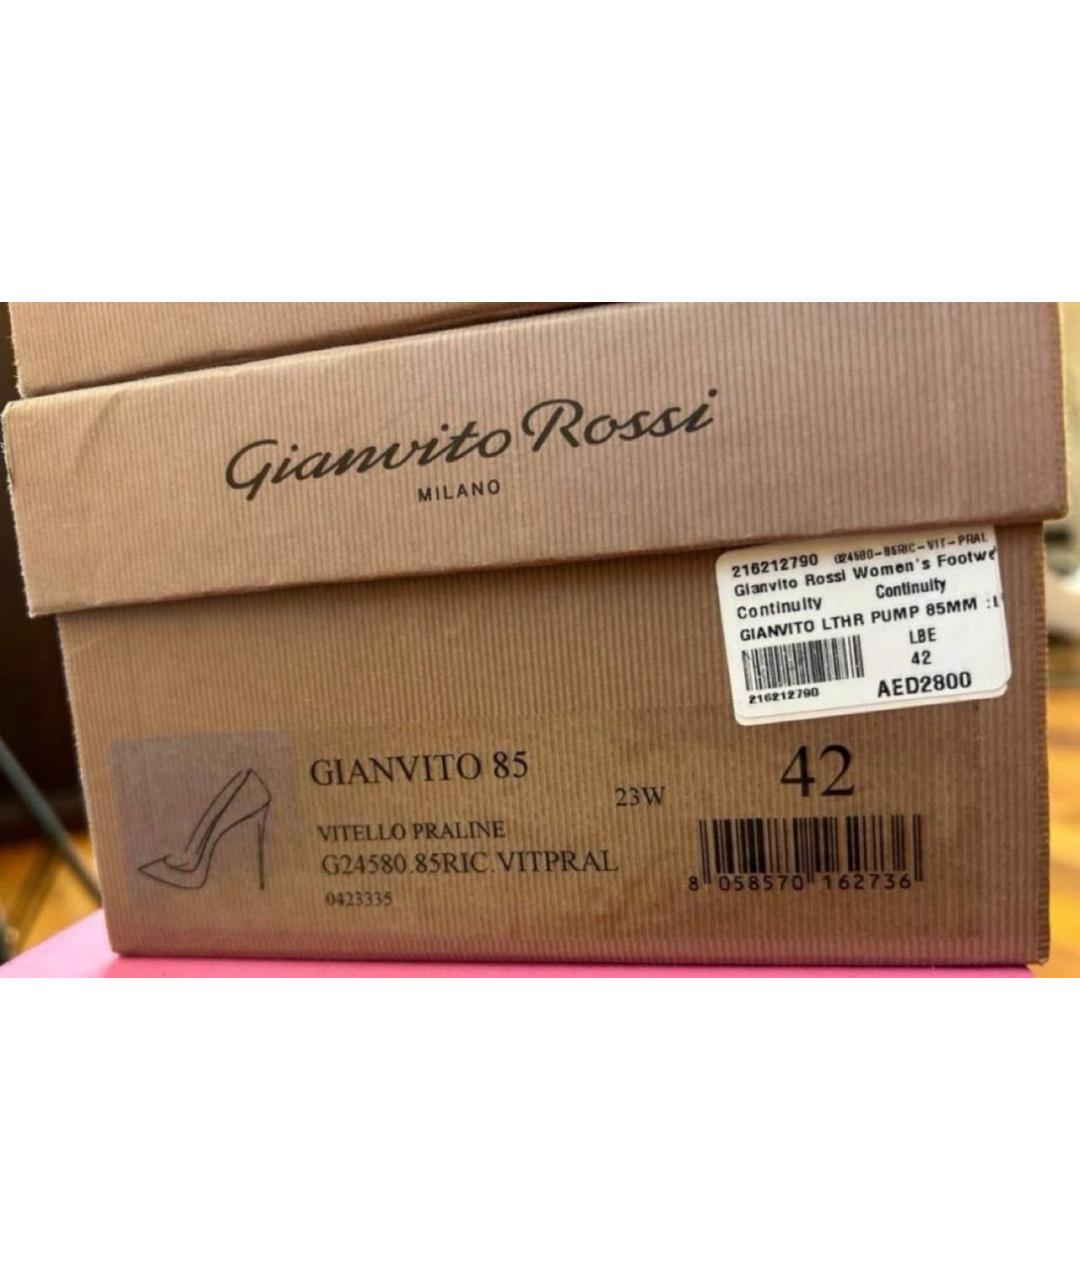 Gianvito Rossi
MILANO
216212790 G24580-85RIC-VIT-PRAL
Gianvito Rossi Women's Footwe
Continuity Continuity
GIANVITO LTHR PUMP 85MM :L
LBE
42
216212790 AED2800
GIANVITO 85
23W
42
VITELLO PRALINE
G24580.85RIC.VITPRAL
0423335
8 058570 162736